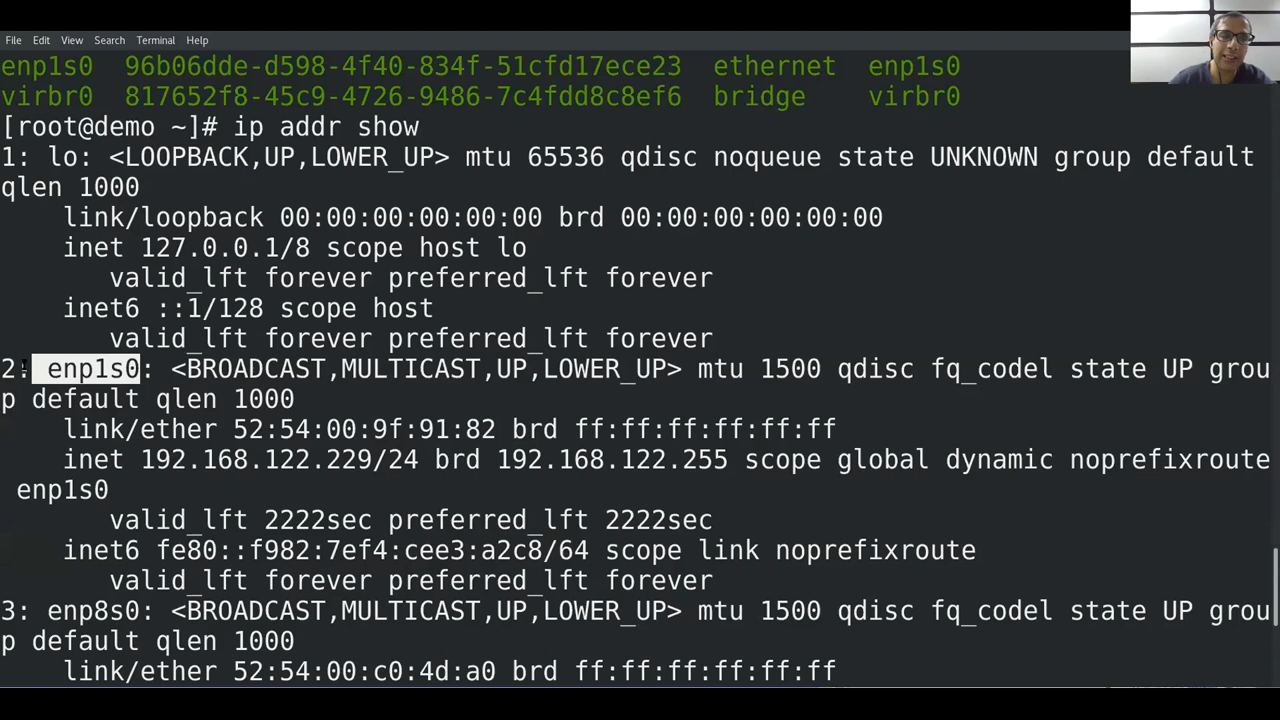 File Edit View Search Terminal Help
enp1s0  96b06dde-d598-4f40-834f-51cfd17ece23  ethernet  enp1s0
virbr0  817652f8-45c9-4726-9486-7c4fdd8c8ef6  bridge    virbr0
[root@demo ~]# ip addr show
1: lo: <LOOPBACK,UP,LOWER_UP> mtu 65536 qdisc noqueue state UNKNOWN group default
qlen 1000
    link/loopback 00:00:00:00:00:00 brd 00:00:00:00:00:00
    inet 127.0.0.1/8 scope host lo
       valid_lft forever preferred_lft forever
    inet6 ::1/128 scope host
       valid_lft forever preferred_lft forever
2: enp1s0: <BROADCAST,MULTICAST,UP,LOWER_UP> mtu 1500 qdisc fq_codel state UP grou
p default qlen 1000
    link/ether 52:54:00:9f:91:82 brd ff:ff:ff:ff:ff:ff
    inet 192.168.122.229/24 brd 192.168.122.255 scope global dynamic noprefixroute
 enp1s0
       valid_lft 2222sec preferred_lft 2222sec
    inet6 fe80::f982:7ef4:cee3:a2c8/64 scope link noprefixroute
       valid_lft forever preferred_lft forever
3: enp8s0: <BROADCAST,MULTICAST,UP,LOWER_UP> mtu 1500 qdisc fq_codel state UP grou
p default qlen 1000
    link/ether 52:54:00:c0:4d:a0 brd ff:ff:ff:ff:ff:ff